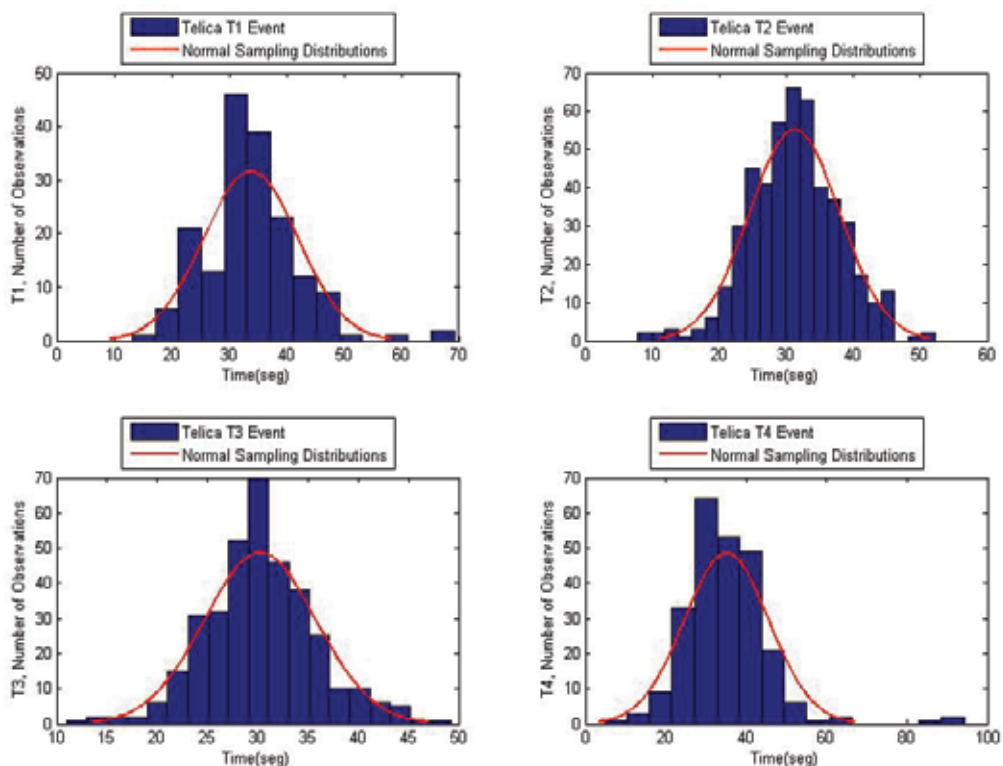 Telica T1 Event
Normal Sampling Distributions
50
40
30
20
10
0
T1, Number of Observations
0 10 20 30 40 50 60 70
Time(seg)
Telica T2 Event
Normal Sampling Distributions
70
60
50
40
30
20
10
0
T2, Number of Observations
0 10 20 30 40 50 60
Time(seg)
Telica T3 Event
Normal Sampling Distributions
70
60
50
40
30
20
10
0
T3, Number of Observations
10 15 20 25 30 35 40 45 50
Time(seg)
Telica T4 Event
Normal Sampling Distributions
70
60
50
40
30
20
10
0
T4, Number of Observations
0 20 40 60 80 100
Time(seg)